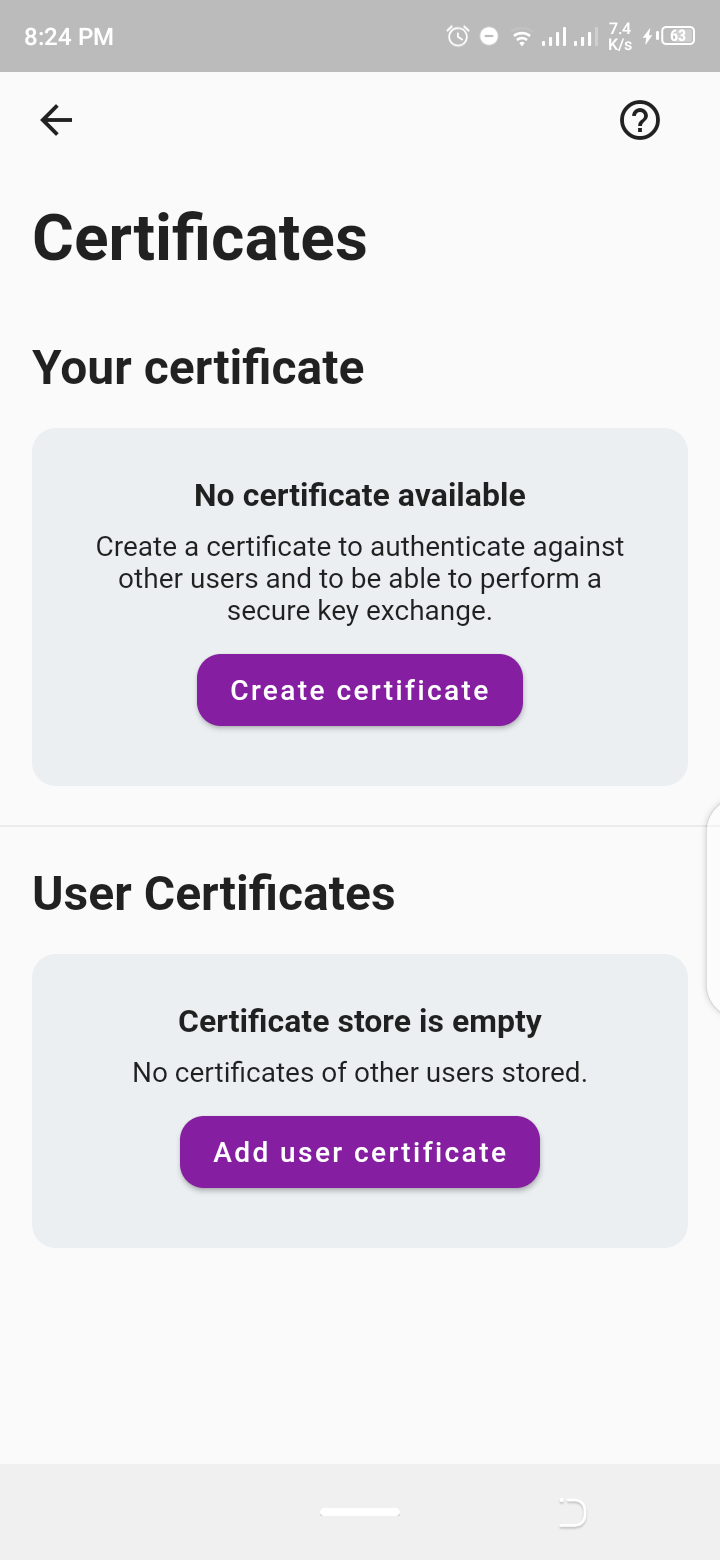 8:24 PM
7.4
K/s
63
Certificates
Your certificate
No certificate available
Create a certificate to authenticate against
other users and to be able to perform a
secure key exchange.
Create certificate
User Certificates
Certificate store is empty
No certificates of other users stored.
Add user certificate